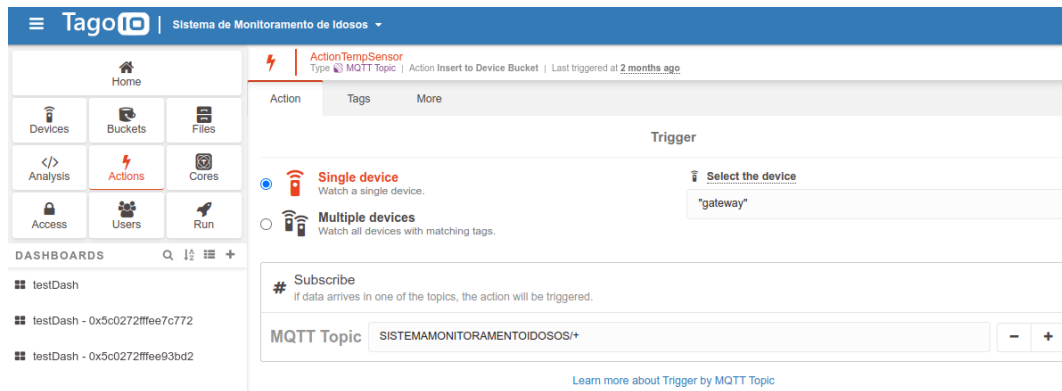 TagoIO | Sistema de Monitoramento de Idosos
Home
Devices Buckets Files
Analysis Actions Cores
Access Users Run
DASHBOARDS
testDash
testDash - 0x5c0272fffee7c772
testDash - 0x5c0272fffee93bd2
ActionTempSensor
Type MQTT Topic | Action Insert to Device Bucket | Last triggered at 2 months ago
Action Tags More
Trigger
Single device
Watch a single device.
Multiple devices
Watch all devices with matching tags.
Select the device
"gateway"
# Subscribe
if data arrives in one of the topics, the action will be triggered.
MQTT Topic SISTEMAMONITORAMENTOIDOSOS/+
Learn more about Trigger by MQTT Topic